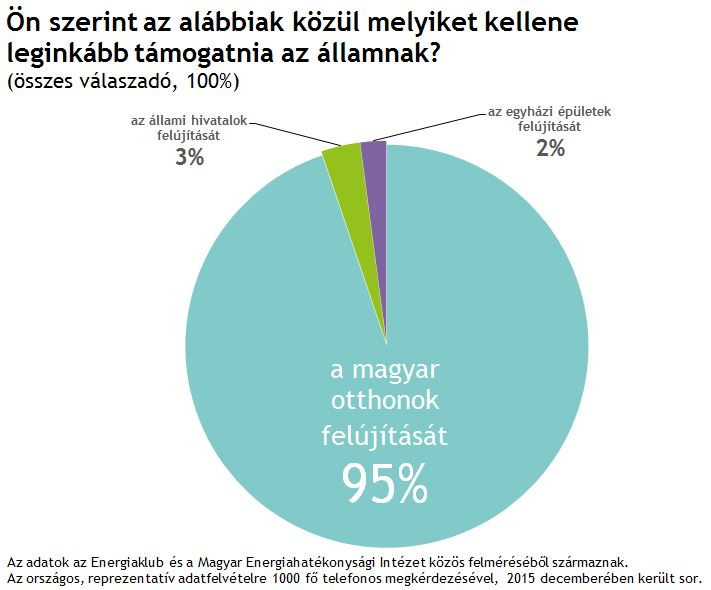 Ön szerint az alábbiak közül melyiket kellene
leginkább támogatnia az államnak?
(összes válaszadó, 100%)
az állami hivatalok
felújítását
3%
az egyházi épületek
felújítását
2%
a magyar
otthonok
felújítását
95%
Az adatok az Energiaklub és a Magyar Energiahatékonysági Intézet közös felméréséből származnak.
Az országos, reprezentatív adatfelvételre 1000 fő telefonos megkérdezésével, 2015 decemberében került sor.